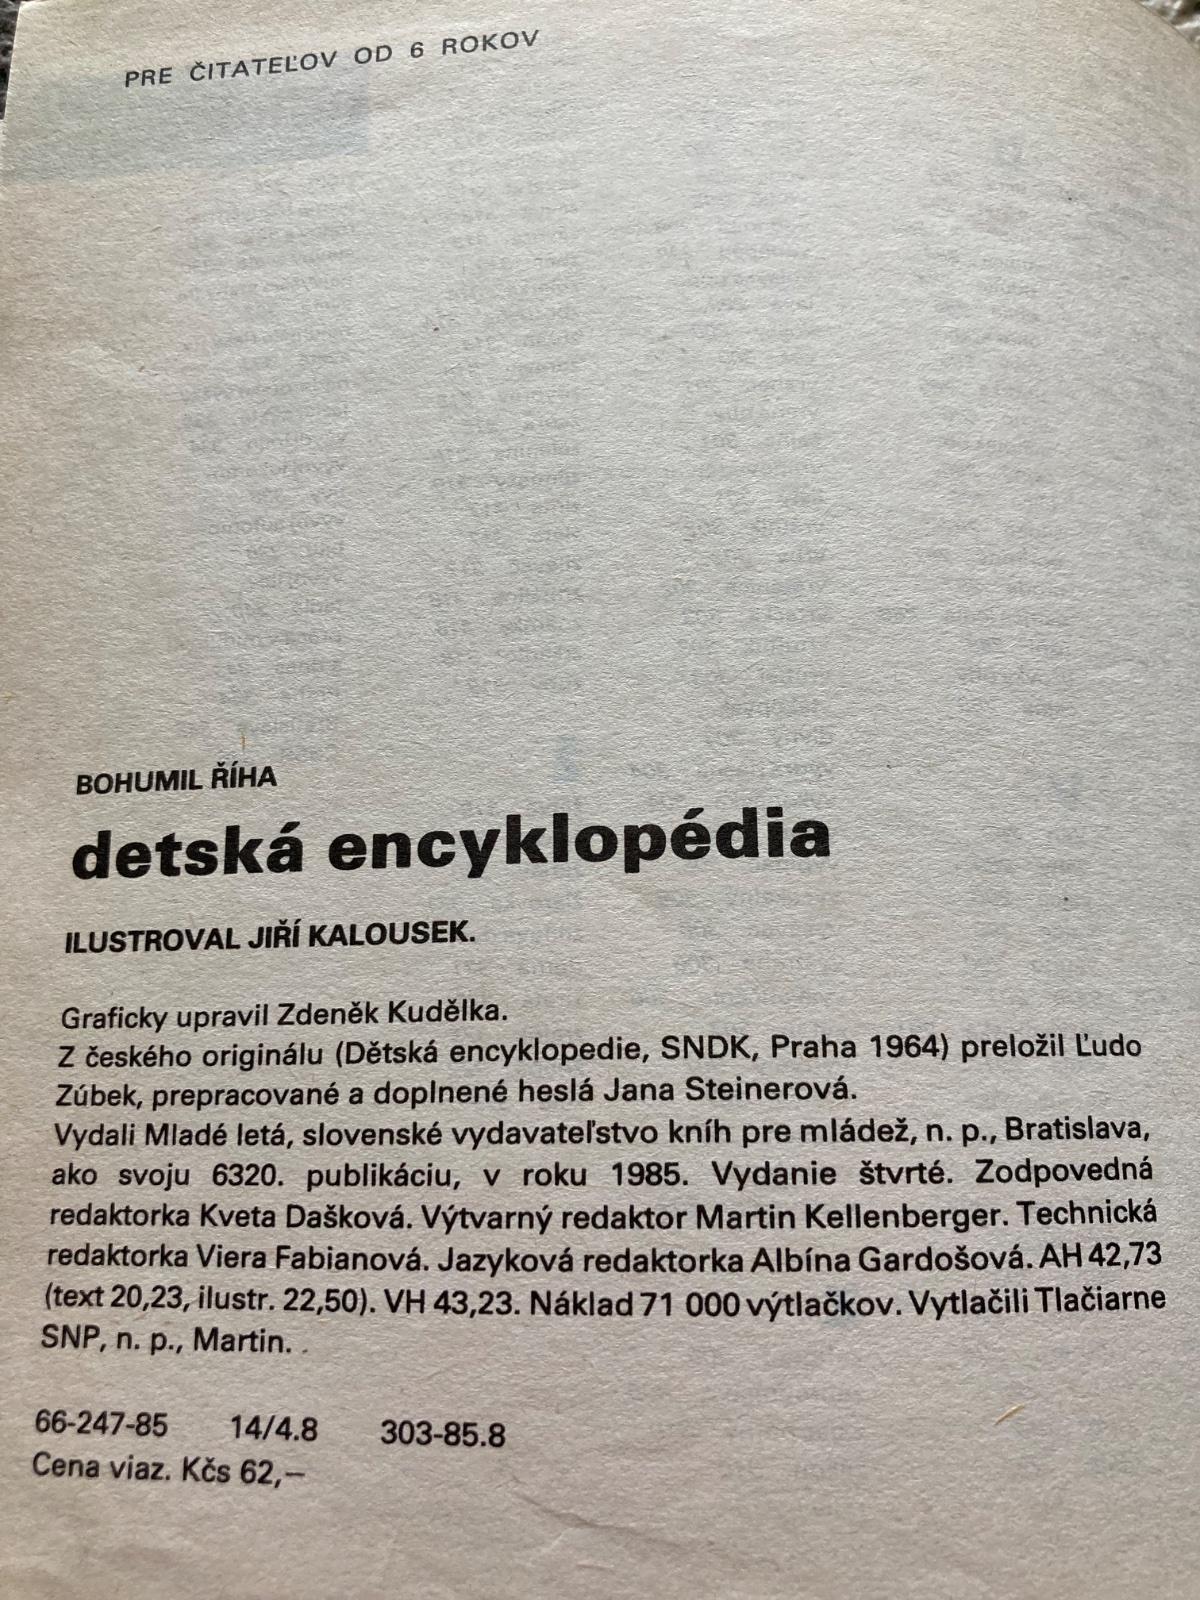 PRE ČITATEĽOV OD 6 ROKOV
BOHUMIL ŘÍHA
detská encyklopédia
ILUSTROVAL JIŘÍ KALOUSEK.
Graficky upravil Zdeněk Kudělka.
Z českého originálu (Dětská encyklopedie, SNDK, Praha 1964) preložil Ľudo
Zúbek, prepracované a doplnené heslá Jana Steinerová.
Vydali Mladé letá, slovenské vydavateľstvo kníh pre mládež, n. p., Bratislava,
ako svoju 6320. publikáciu, v roku 1985. Vydanie štvrté. Zodpovedná
redaktorka Kveta Dašková. Výtvarný redaktor Martin Kellenberger. Technická
redaktorka Viera Fabianová. Jazyková redaktorka Albína Gardošová. AH 42,73
(text 20,23, ilustr. 22,50). VH 43,23. Náklad 71 000 výtlačkov. Vytlačili Tlačiarne
SNP, n. p., Martin.
66-247-85 14/4.8 303-85.8
Cena viaz. Kčs 62,—